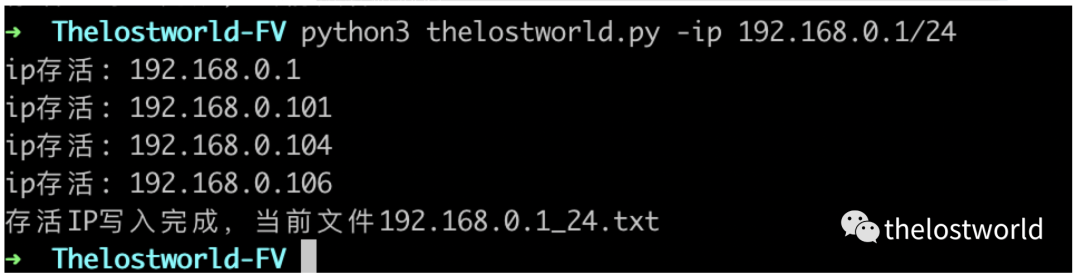 → Thelostworld-FV python3 thelostworld.py -ip 192.168.0.1/24
ip存活: 192.168.0.1
ip存活: 192.168.0.101
ip存活: 192.168.0.104
ip存活: 192.168.0.106
存活IP写入完成, 当前文件192.168.0.1_24.txt
thelostworld
→ Thelostworld-FV